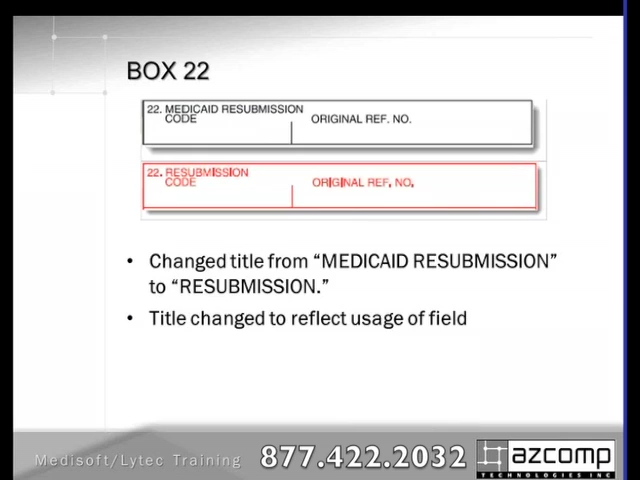 BOX 22
22. MEDICAID RESUBMISSION
CODE
ORIGINAL REF. NO.
22. RESUBMISSION
CODE
ORIGINAL REF. NO.
• Changed title from “MEDICAID RESUBMISSION”
to “RESUBMISSION.”
• Title changed to reflect usage of field
Medisoft/Lytec Training
877.422.2032
azcomp
TECHNOLOGIES INC